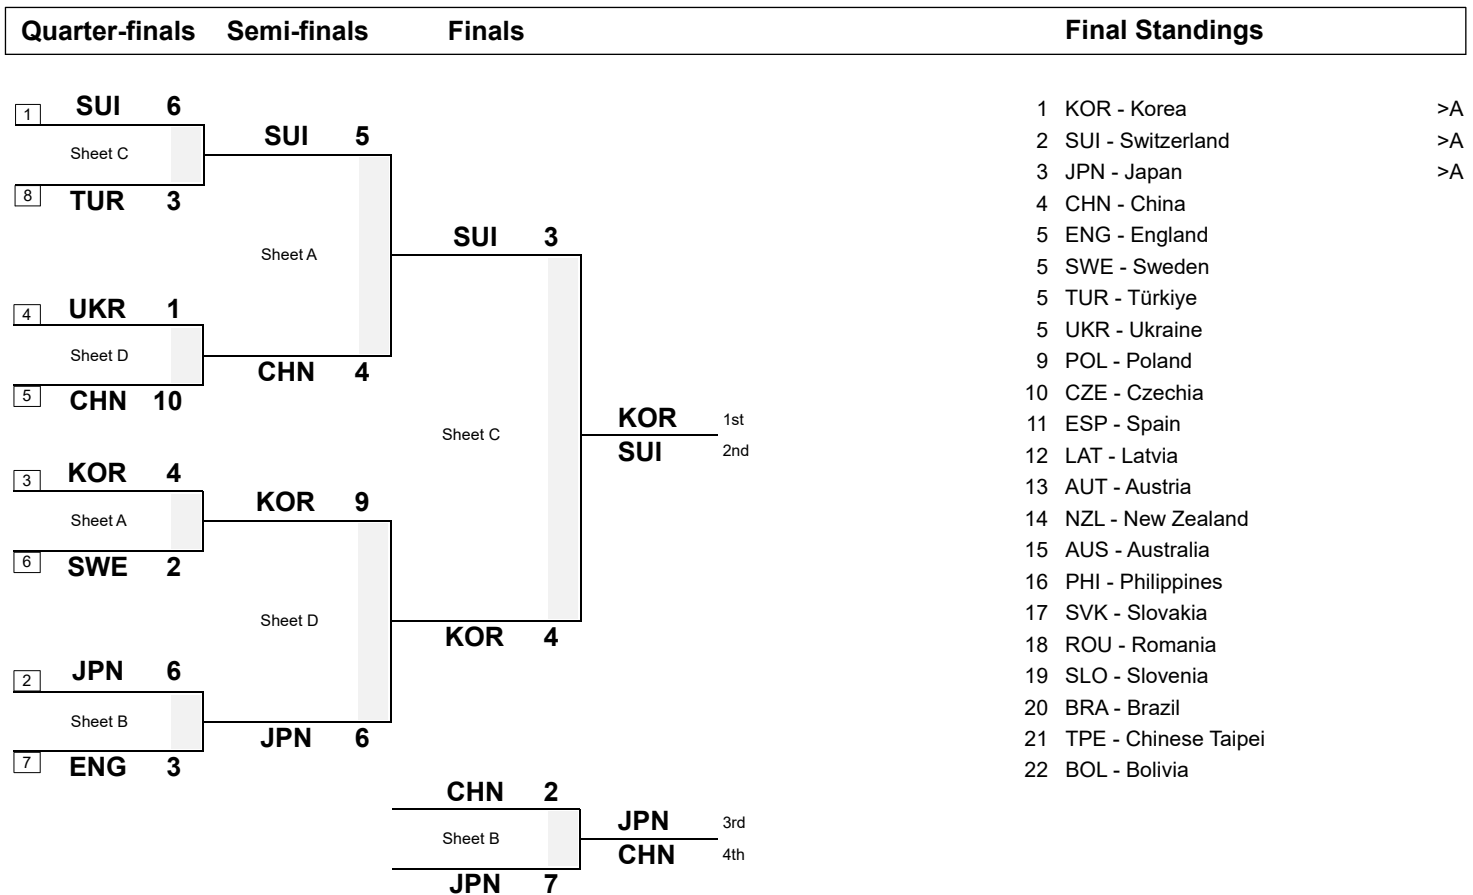 Quarter-finals Semi-finals Finals Final Standings
1 SUI 6
Sheet C
8 TUR 3
SUI 5
Sheet A
CHN 4
4 UKR 1
Sheet D
5 CHN 10
SUI 3
Sheet C
KOR 4
KOR 1st
SUI 2nd
3 KOR 4
Sheet A
6 SWE 2
KOR 9
Sheet D
JPN 6
2 JPN 6
Sheet B
7 ENG 3
CHN 2
Sheet B
JPN 7
JPN 3rd
CHN 4th
1 KOR - Korea >A
2 SUI - Switzerland >A
3 JPN - Japan >A
4 CHN - China
5 ENG - England
5 SWE - Sweden
5 TUR - Türkiye
5 UKR - Ukraine
9 POL - Poland
10 CZE - Czechia
11 ESP - Spain
12 LAT - Latvia
13 AUT - Austria
14 NZL - New Zealand
15 AUS - Australia
16 PHI - Philippines
17 SVK - Slovakia
18 ROU - Romania
19 SLO - Slovenia
20 BRA - Brazil
21 TPE - Chinese Taipei
22 BOL - Bolivia